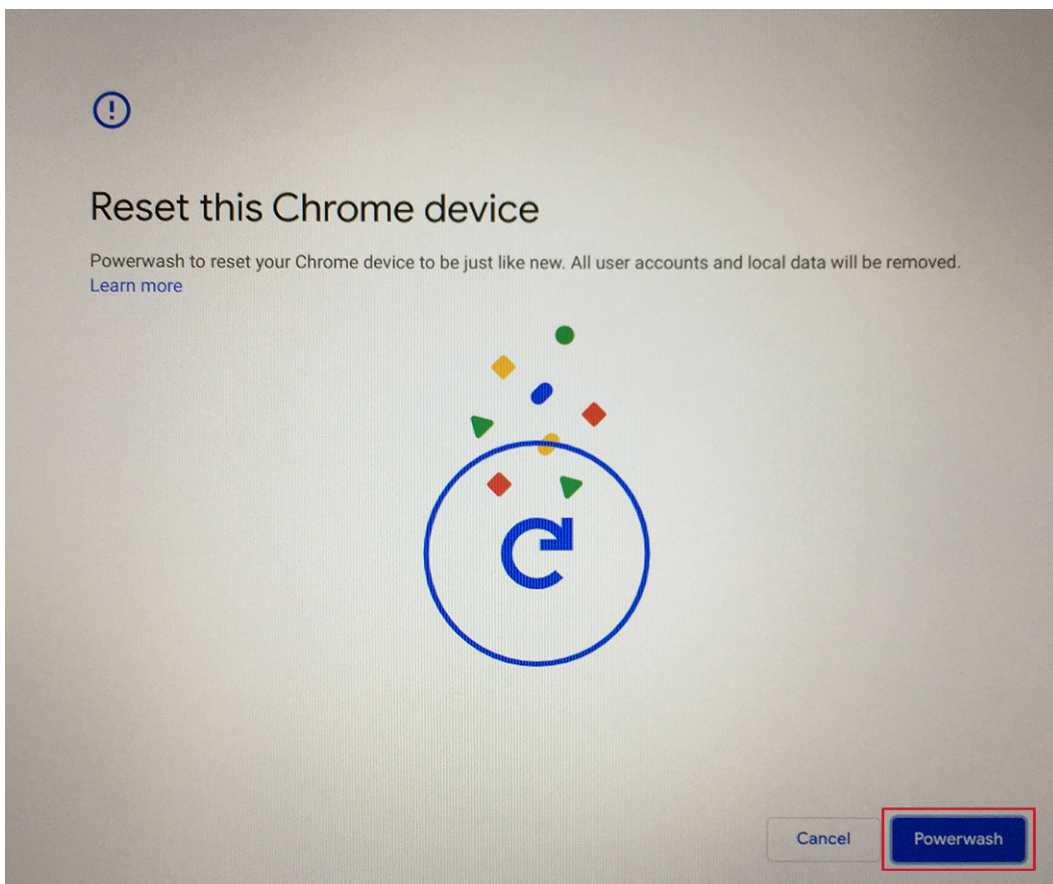 Reset this Chrome device
Powerwash to reset your Chrome device to be just like new. All user accounts and local data will be removed.
Learn more
Cancel
Powerwash